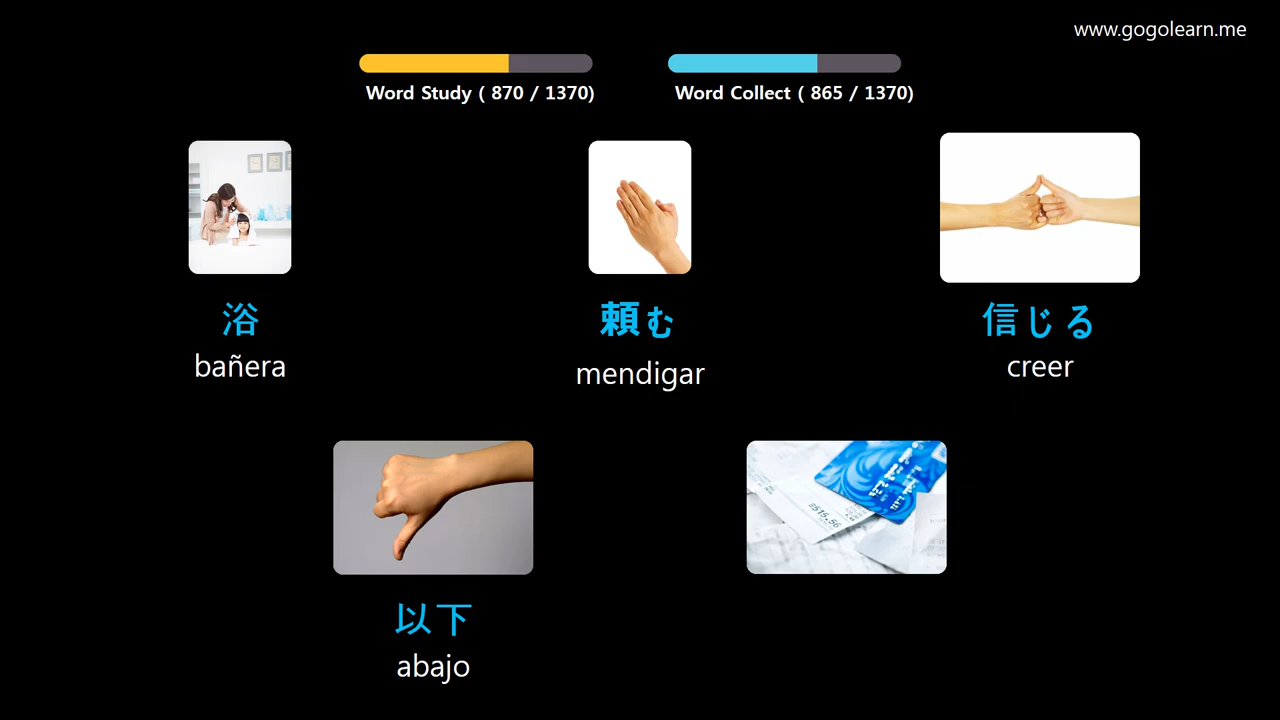 www.gogolearn.me
Word Study ( 870 / 1370)
Word Collect ( 865 / 1370)
浴
bañera
頼む
mendigar
信じる
creer
以下
abajo